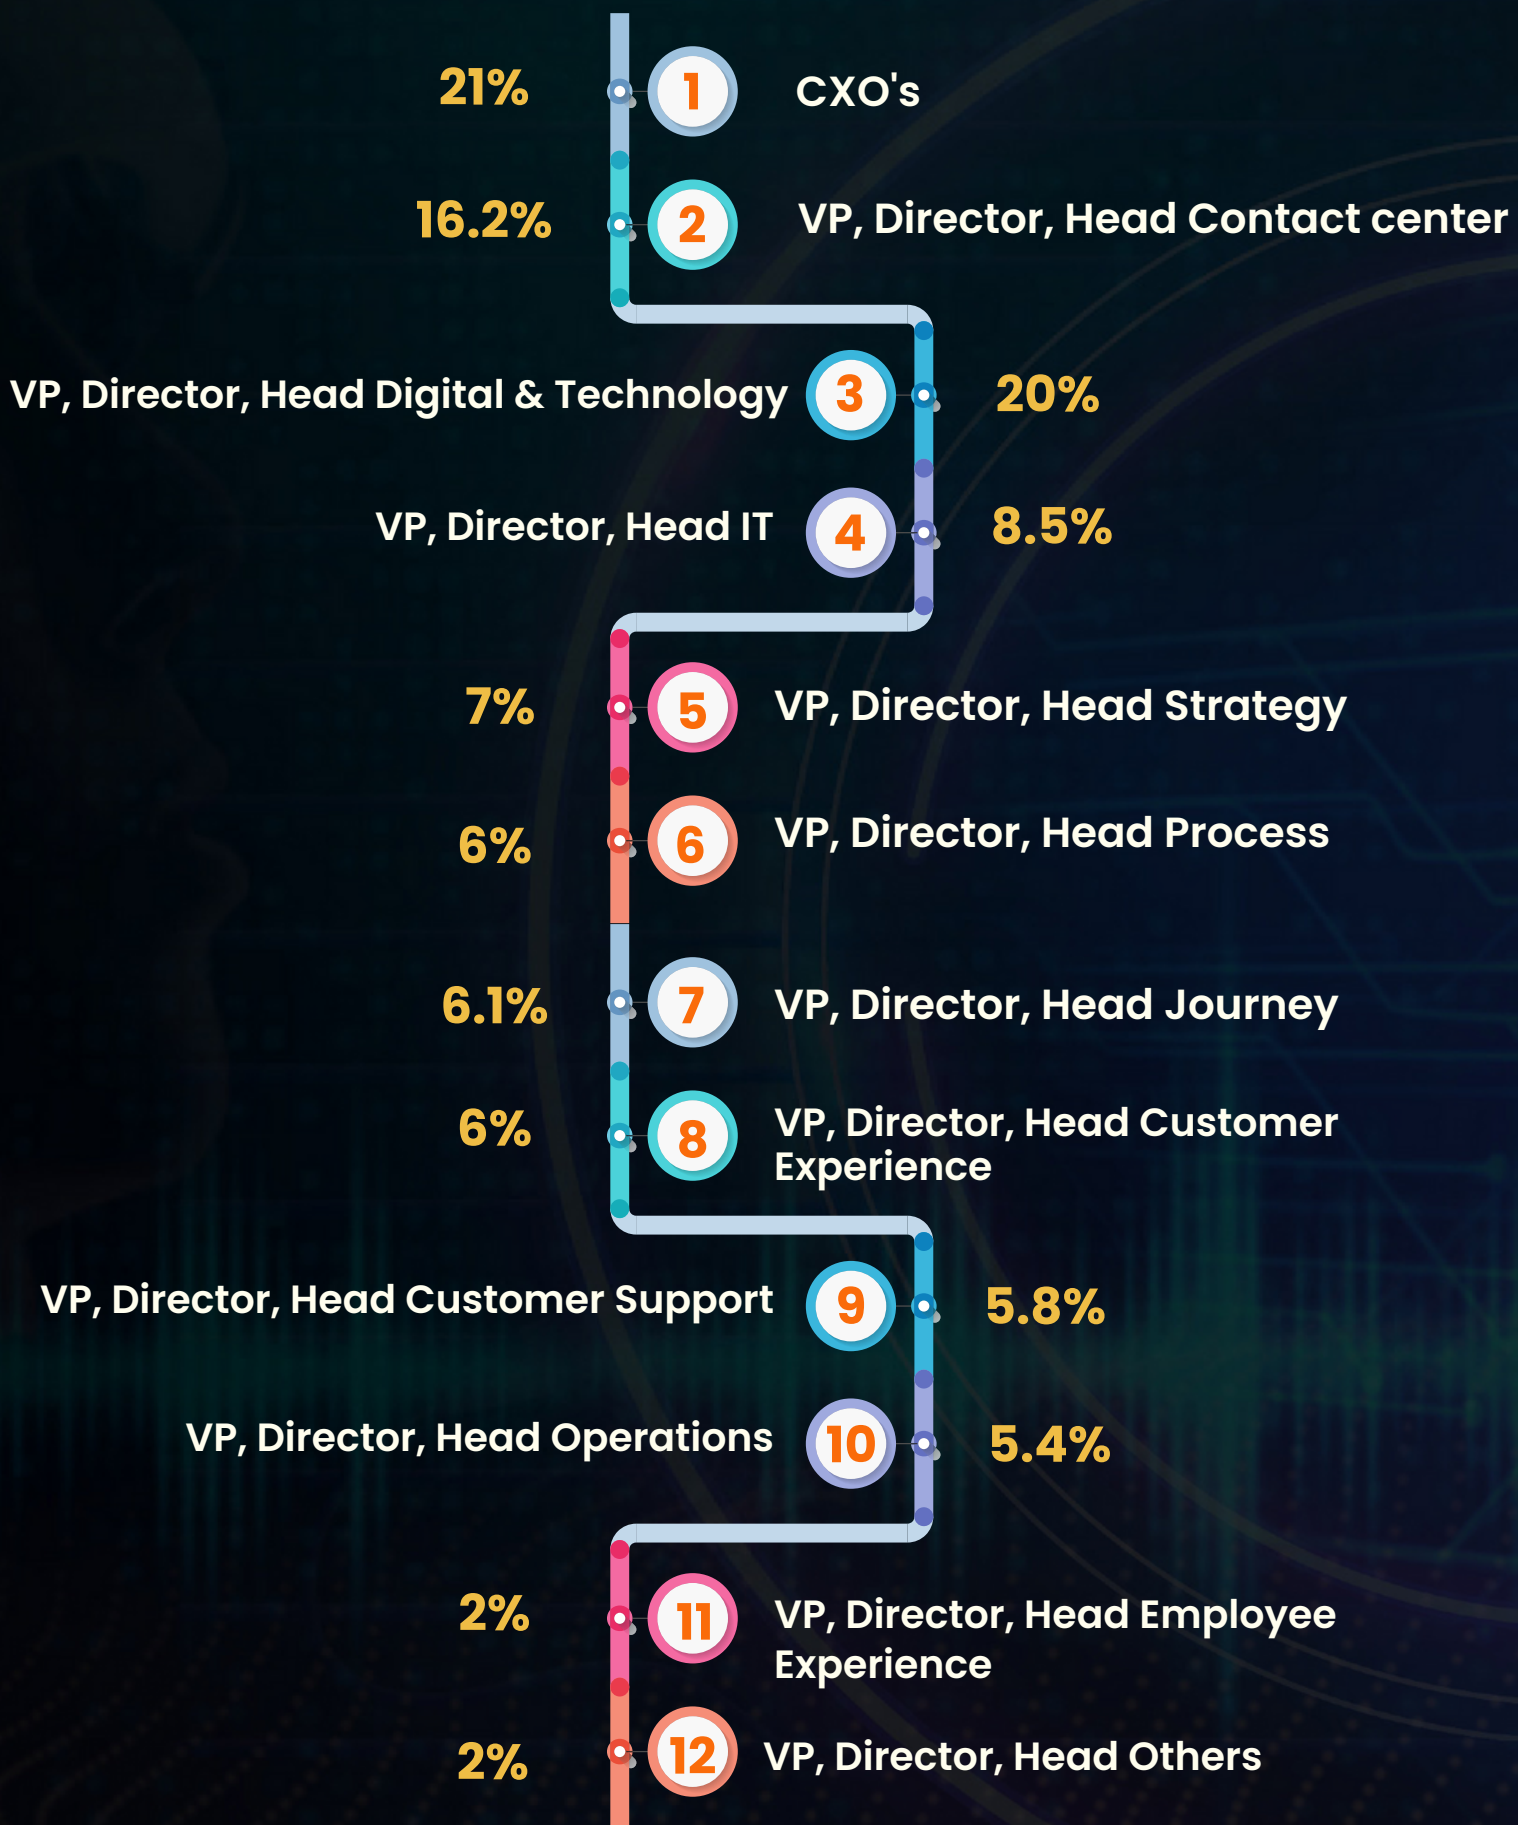 21%
1
CXO's
16.2%
2
VP, Director, Head Contact center
VP, Director, Head Digital & Technology
3
20%
VP, Director, Head IT
4
8.5%
7%
5
VP, Director, Head Strategy
6%
6
VP, Director, Head Process
6.1%
7
VP, Director, Head Journey
6%
8
VP, Director, Head Customer
Experience
VP, Director, Head Customer Support
9
5.8%
VP, Director, Head Operations
10
5.4%
2%
11
VP, Director, Head Employee
Experience
2%
12
VP, Director, Head Others